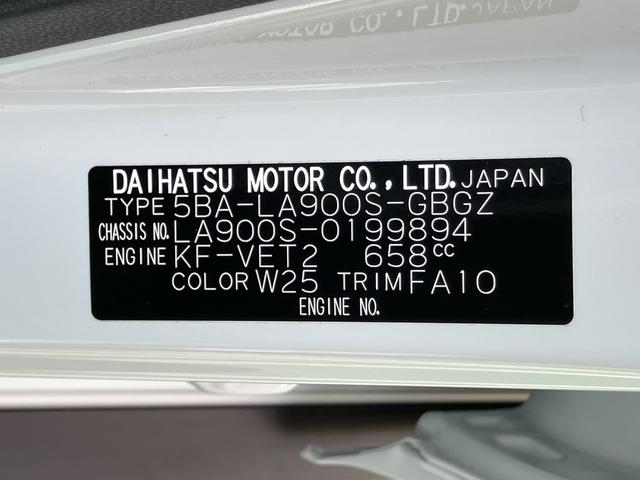 DAIHATSU MOTOR CO., LTD. JAPAN
TYPE 5BA-LA900S-GBGZ
CHASSIS NO. LA900S-0199894
ENGINE KF-VET2 658cc
COLOR W25 TRIM FA10
ENGINE NO.